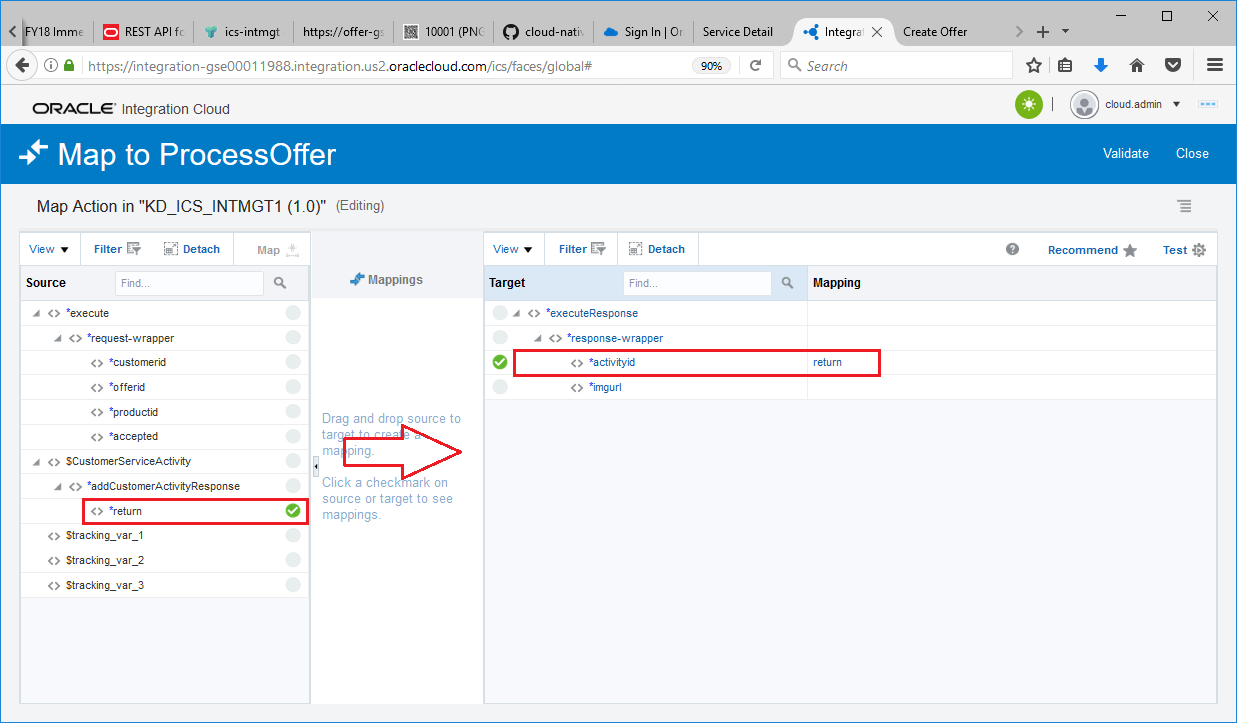 FY18 Imme
REST API fo
ics-intmgt
https://offer-gs
10001 (PNG
cloud-nativ
Sign In | Or
Service Detail
Integrat
Create Offer
https://integration-gse00011988.integration.us2.oraclecloud.com/ics/faces/global#
90%
Search
ORACLE Integration Cloud
cloud.admin
Map to ProcessOffer
Validate
Close
Map Action in "KD_ICS_INTMGT1 (1.0)" (Editing)
View
Filter
Detach
Map
Source
Find...
*execute
*request-wrapper
*customerid
*offerid
*productid
*accepted
$CustomerServiceActivity
*addCustomerActivityResponse
*return
$tracking_var_1
$tracking_var_2
$tracking_var_3
Mappings
Drag and drop source to
target to create a
mapping.
Click a checkmark on
source or target to see
mappings.
View
Filter
Detach
Recommend
Test
Target
Find...
Mapping
*executeResponse
*response-wrapper
*activityid
return
*imgurl